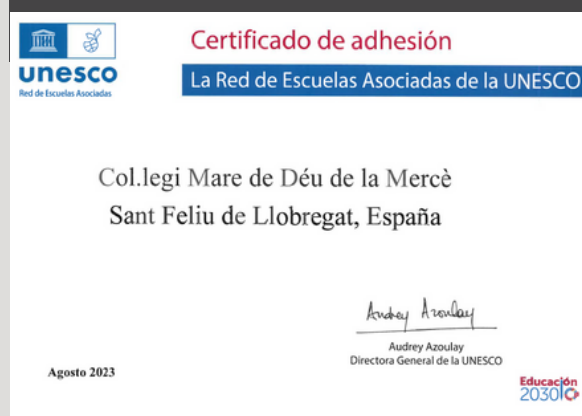 Certificado de adhesión
unesco
Red de Escuelas Asociadas
La Red de Escuelas Asociadas de la UNESCO
Col.legi Mare de Déu de la Mercè
Sant Feliu de Llobregat, España
Audrey Azoulay
Audrey Azoulay
Directora General de la UNESCO
Agosto 2023
Educación
2030